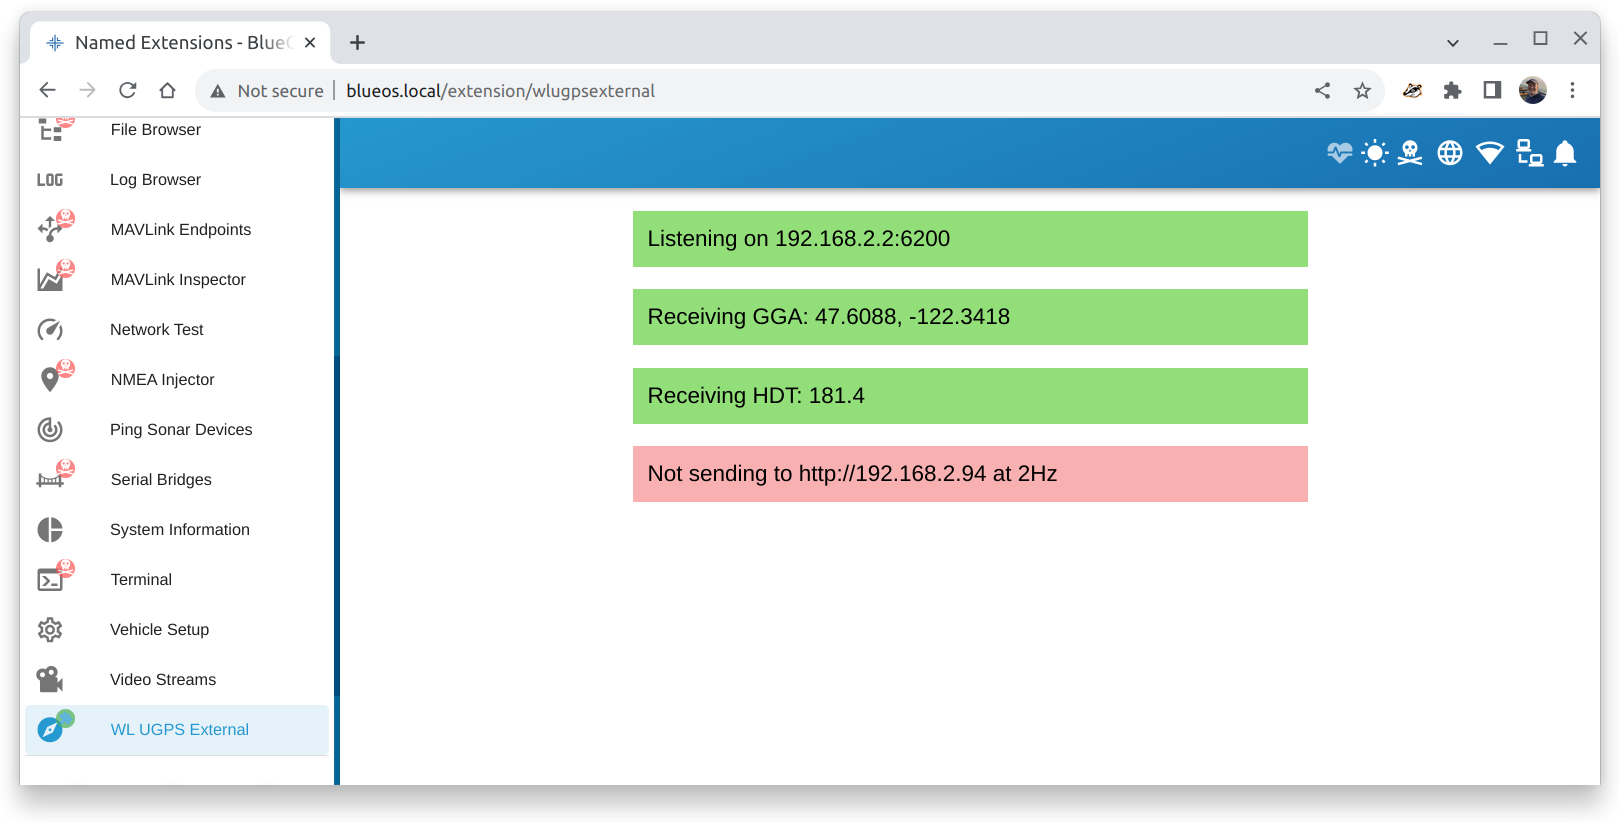 Named Extensions - Blue
Not secure
blueos.local/extension/wlugpsexternal
File Browser
LOG
Log Browser
MAVLink Endpoints
MAVLink Inspector
Network Test
NMEA Injector
Ping Sonar Devices
Serial Bridges
System Information
Terminal
Vehicle Setup
Video Streams
WL UGPS External
Listening on 192.168.2.2:6200
Receiving GGA: 47.6088, -122.3418
Receiving HDT: 181.4
Not sending to http://192.168.2.94 at 2Hz